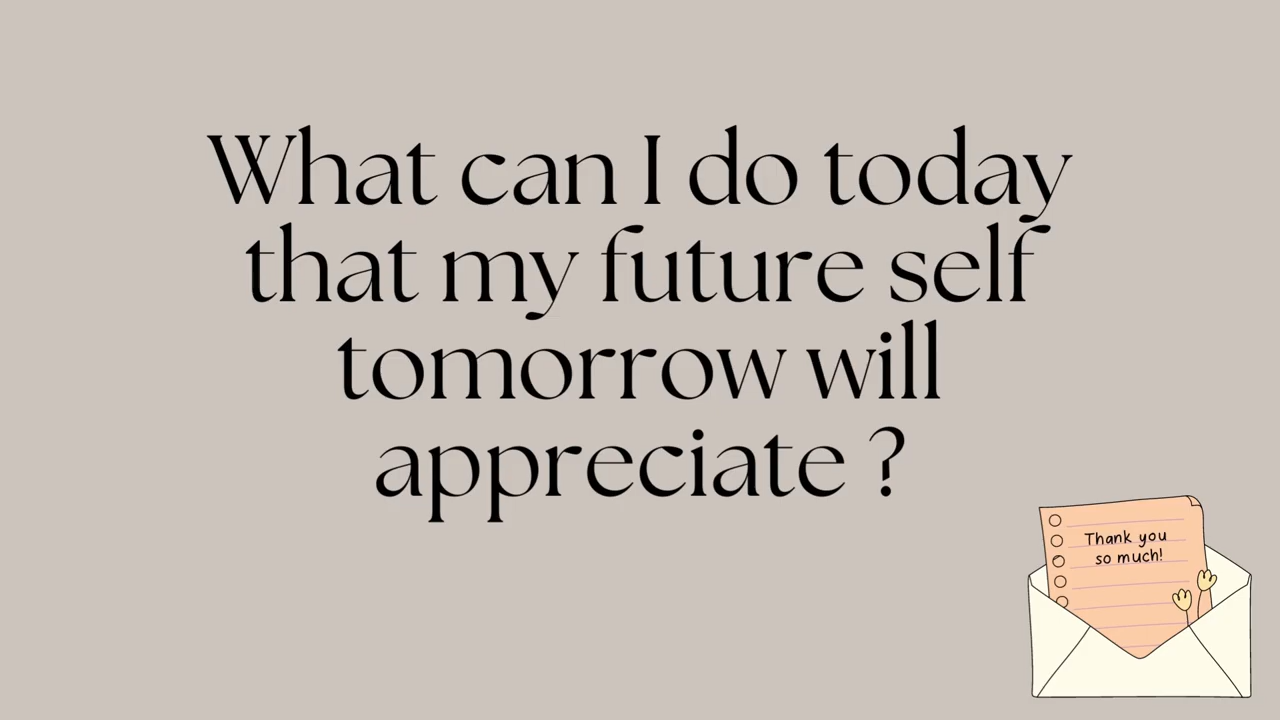 What can I do today
that my future self
tomorrow will
appreciate ?
Thank you
so much!